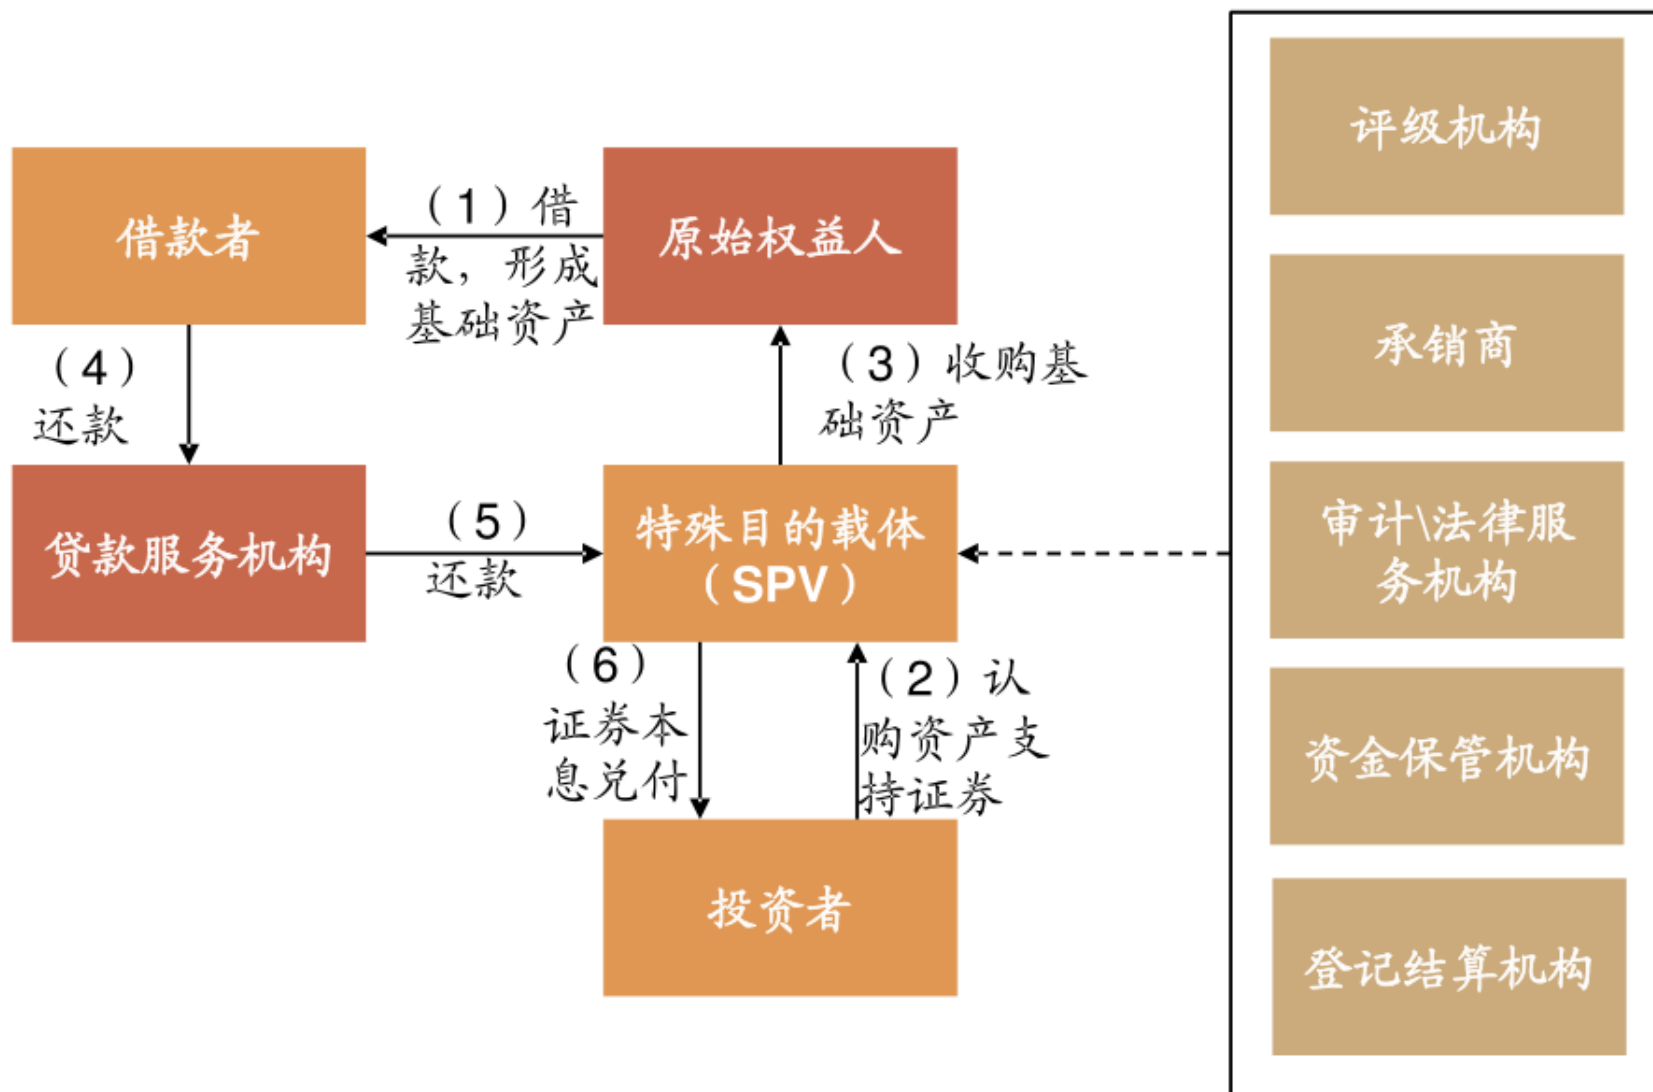 评级机构
借款者
（1）借
款，形成
基础资产
原始权益人
承销商
（4）
还款
（3）收购基
础资产
贷款服务机构
（5）
还款
特殊目的载体
（SPV）
审计\法律服
务机构
（6）
证券本
息兑付
（2）认
购资产支
持证券
资金保管机构
投资者
登记结算机构